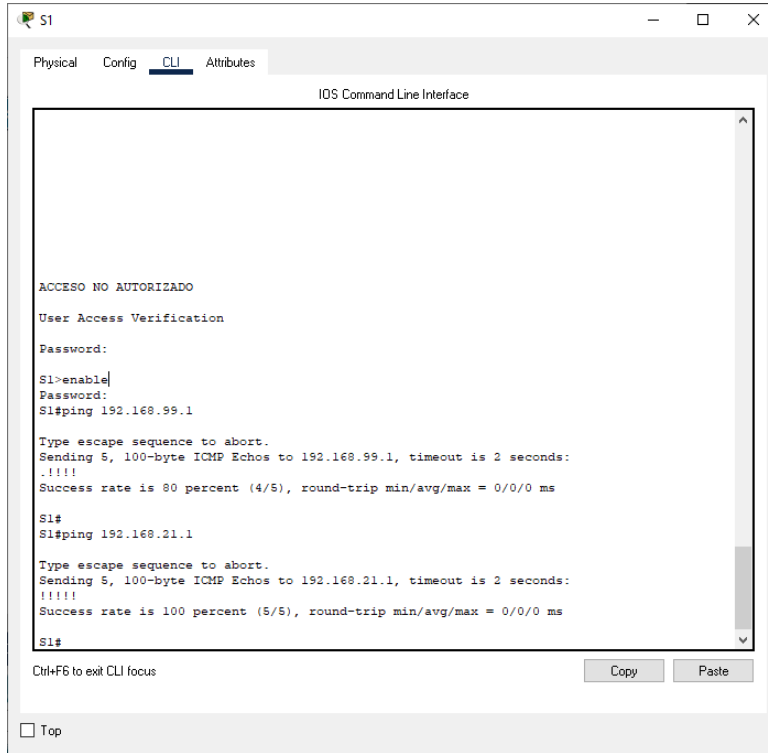 S1
Physical Config CLI Attributes
IOS Command Line Interface
ACCESO NO AUTORIZADO
User Access Verification
Password:
S1>enable
Password:
S1#ping 192.168.99.1
Type escape sequence to abort.
Sending 5, 100-byte ICMP Echos to 192.168.99.1, timeout is 2 seconds:
.!!!!
Success rate is 80 percent (4/5), round-trip min/avg/max = 0/0/0 ms
S1#
S1#ping 192.168.21.1
Type escape sequence to abort.
Sending 5, 100-byte ICMP Echos to 192.168.21.1, timeout is 2 seconds:
!!!!!
Success rate is 100 percent (5/5), round-trip min/avg/max = 0/0/0 ms
S1#
Ctrl+F6 to exit CLI focus
Copy Paste
Top